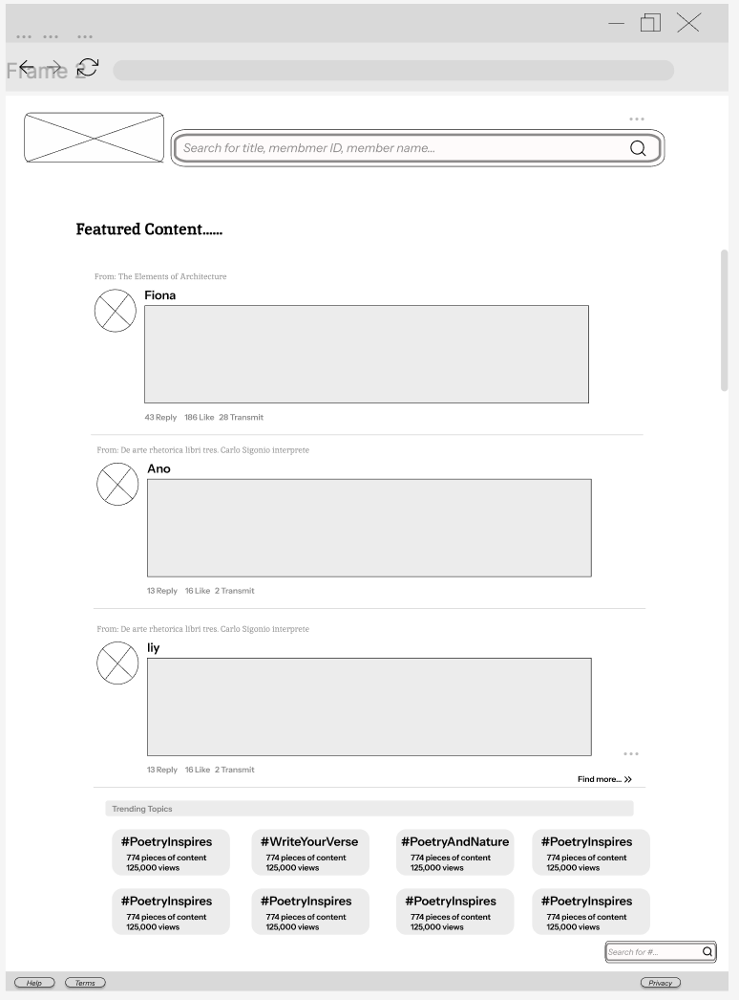 Frame 2
Search for title, membmer ID, member name...
Featured Content......
From: The Elements of Architecture
Fiona
43 Reply 186 Like 28 Transmit
From: De arte rhetorica libri tres. Carlo Sigonio interprete
Ano
13 Reply 16 Like 2 Transmit
From: De arte rhetorica libri tres. Carlo Sigonio interprete
liy
13 Reply 16 Like 2 Transmit
Find more... >>
Trending Topics
#PoetryInspires #WriteYourVerse #PoetryAndNature #PoetryInspires
774 pieces of content 774 pieces of content 774 pieces of content 774 pieces of content
125,000 views 125,000 views 125,000 views 125,000 views
#PoetryInspires #PoetryInspires #PoetryInspires #PoetryInspires
774 pieces of content 774 pieces of content 774 pieces of content 774 pieces of content
125,000 views 125,000 views 125,000 views 125,000 views
Search for #...
Help Terms Privacy